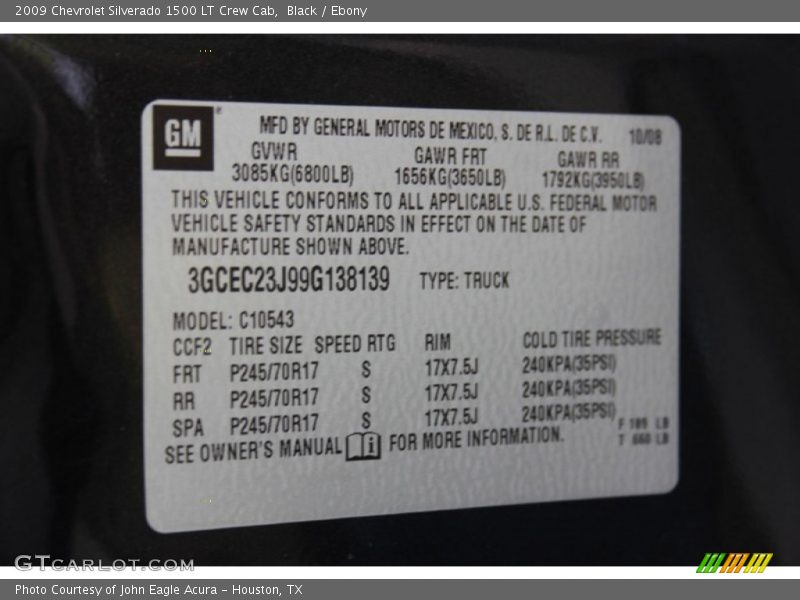 2009 Chevrolet Silverado 1500 LT Crew Cab, Black / Ebony
GM
MFD BY GENERAL MOTORS DE MEXICO, S. DE R.L. DE C.V. 10/08
GVWR GAWR FRT GAWR RR
3085KG(6800LB) 1656KG(3650LB) 1792KG(3950LB)
THIS VEHICLE CONFORMS TO ALL APPLICABLE U.S. FEDERAL MOTOR
VEHICLE SAFETY STANDARDS IN EFFECT ON THE DATE OF
MANUFACTURE SHOWN ABOVE.
3GCEC23J99G138139 TYPE: TRUCK
MODEL: C10543
CCF2 TIRE SIZE SPEED RTG RIM COLD TIRE PRESSURE
FRT P245/70R17 S 17X7.5J 240KPA(35PSI)
RR P245/70R17 S 17X7.5J 240KPA(35PSI)
SPA P245/70R17 S 17X7.5J 240KPA(35PSI)
F LB
T LB
SEE OWNER'S MANUAL i FOR MORE INFORMATION.
GTCARLOT.COM
Photo Courtesy of John Eagle Acura - Houston, TX